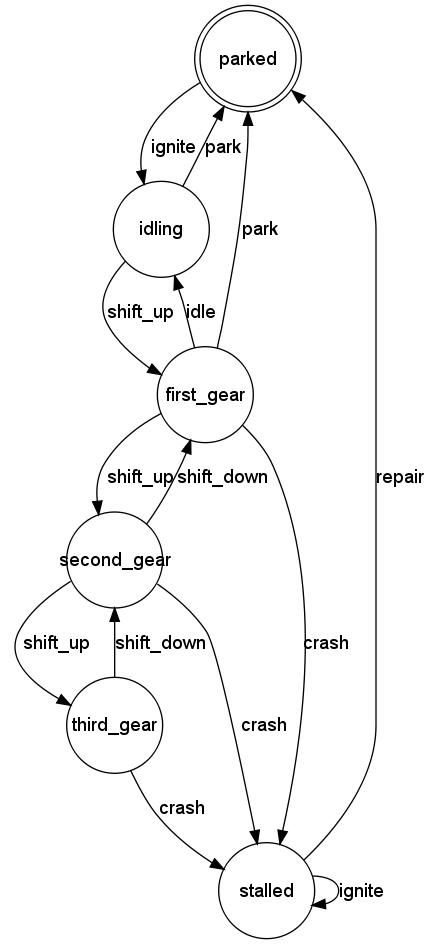 parked
ignite
park
idling
park
shift_up
idle
first_gear
shift_up
shift_down
repair
second_gear
shift_up
shift_down
crash
third_gear
crash
crash
stalled
ignite